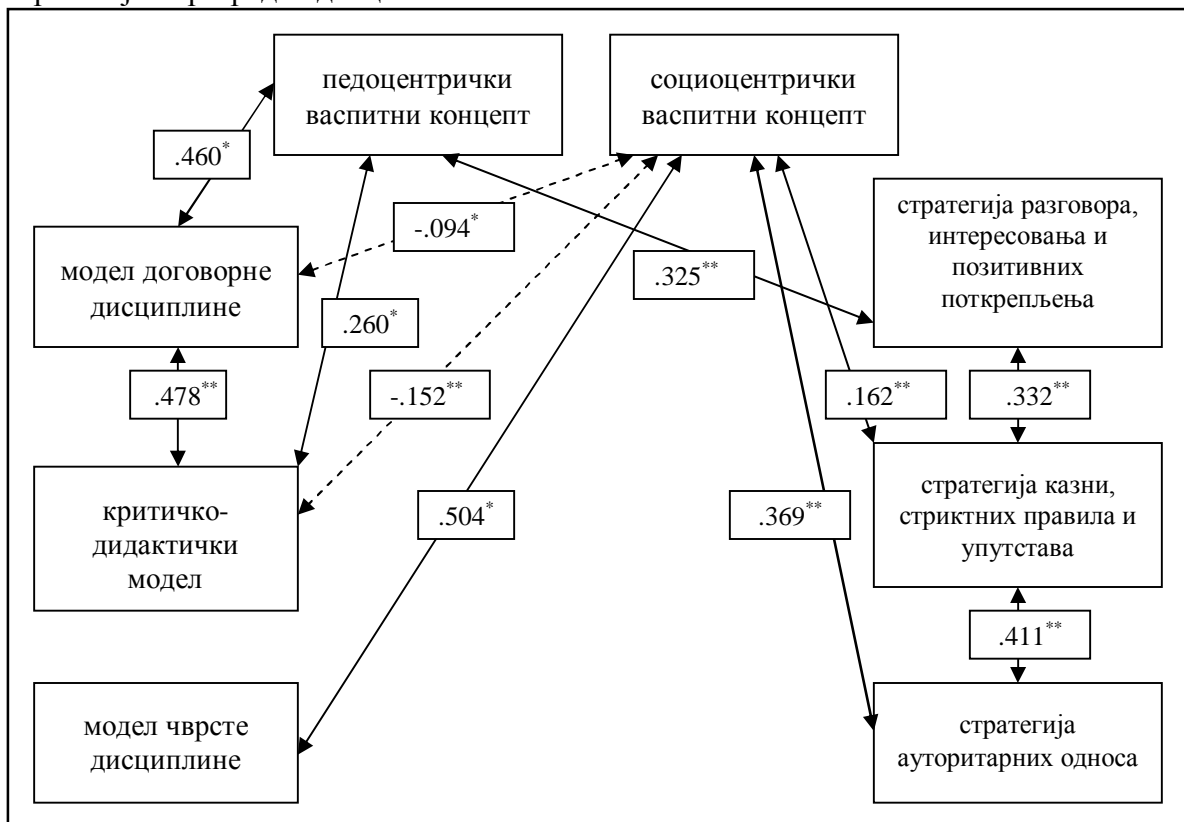 педоцентрички
васпитни концепт
социоцентрички
васпитни концепт
.460*
-.094*
модел договорне
дисциплине
стратегија разговора,
интересовања и
позитивних
поткрепљења
.325**
.260*
.478**
-.152**
.162**
.332**
критичко-
дидактички
модел
.504*
.369**
стратегија казни,
стриктних правила и
упутстава
.411**
модел чврсте
дисциплине
стратегија
ауторитарних односа